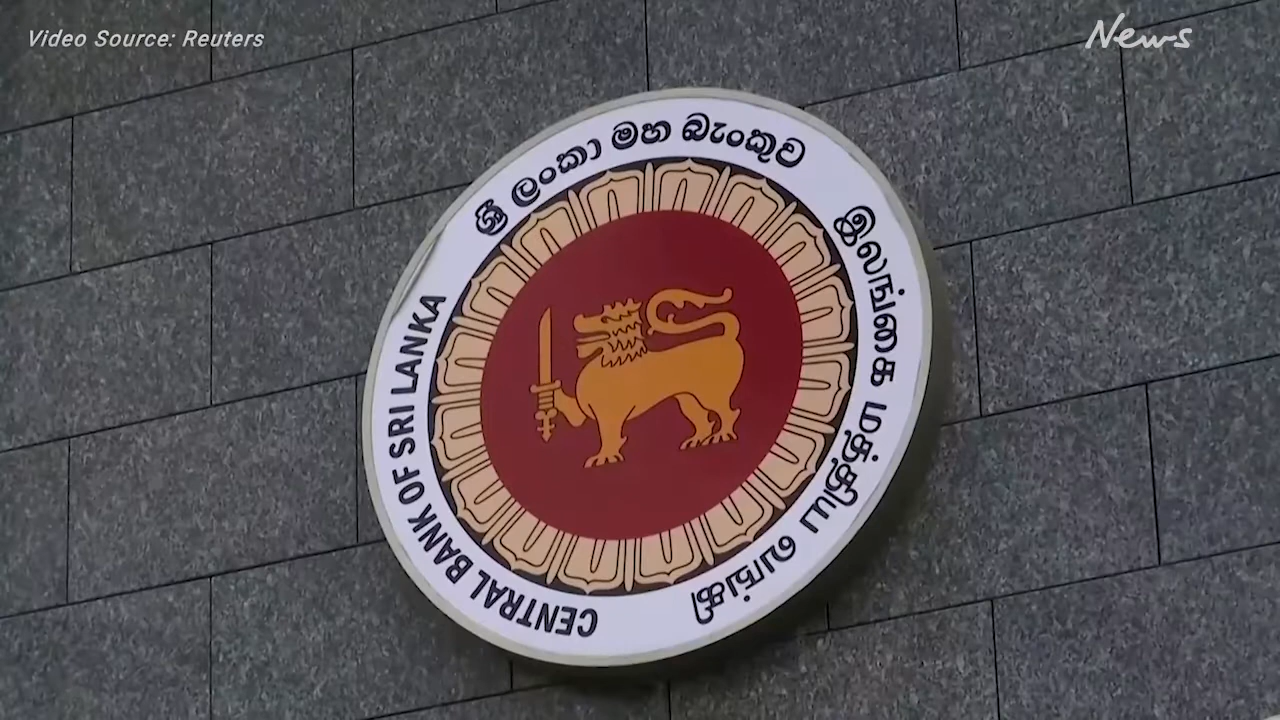 Video Source: Reuters
News
ශ්‍රී ලංකා මහ බැංකුව
இலங்கை மத்திய வங்கி
CENTRAL BANK OF SRI LANKA